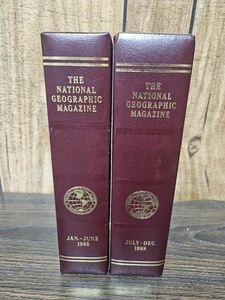 THE
NATIONAL
GEOGRAPHIC
MAGAZINE
JAN.-JUNE
1988
THE
NATIONAL
GEOGRAPHIC
MAGAZINE
JULY-DEC.
1988